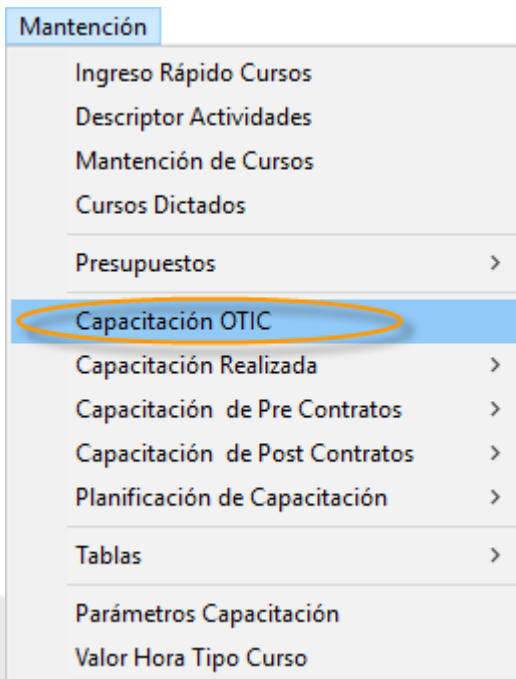 Mantención
Ingreso Rápido Cursos
Descriptor Actividades
Mantención de Cursos
Cursos Dictados
Presupuestos
Capacitación OTIC
Capacitación Realizada
Capacitación  de Pre Contratos
Capacitación  de Post Contratos
Planificación de Capacitación
Tablas
Parámetros Capacitación
Valor Hora Tipo Curso